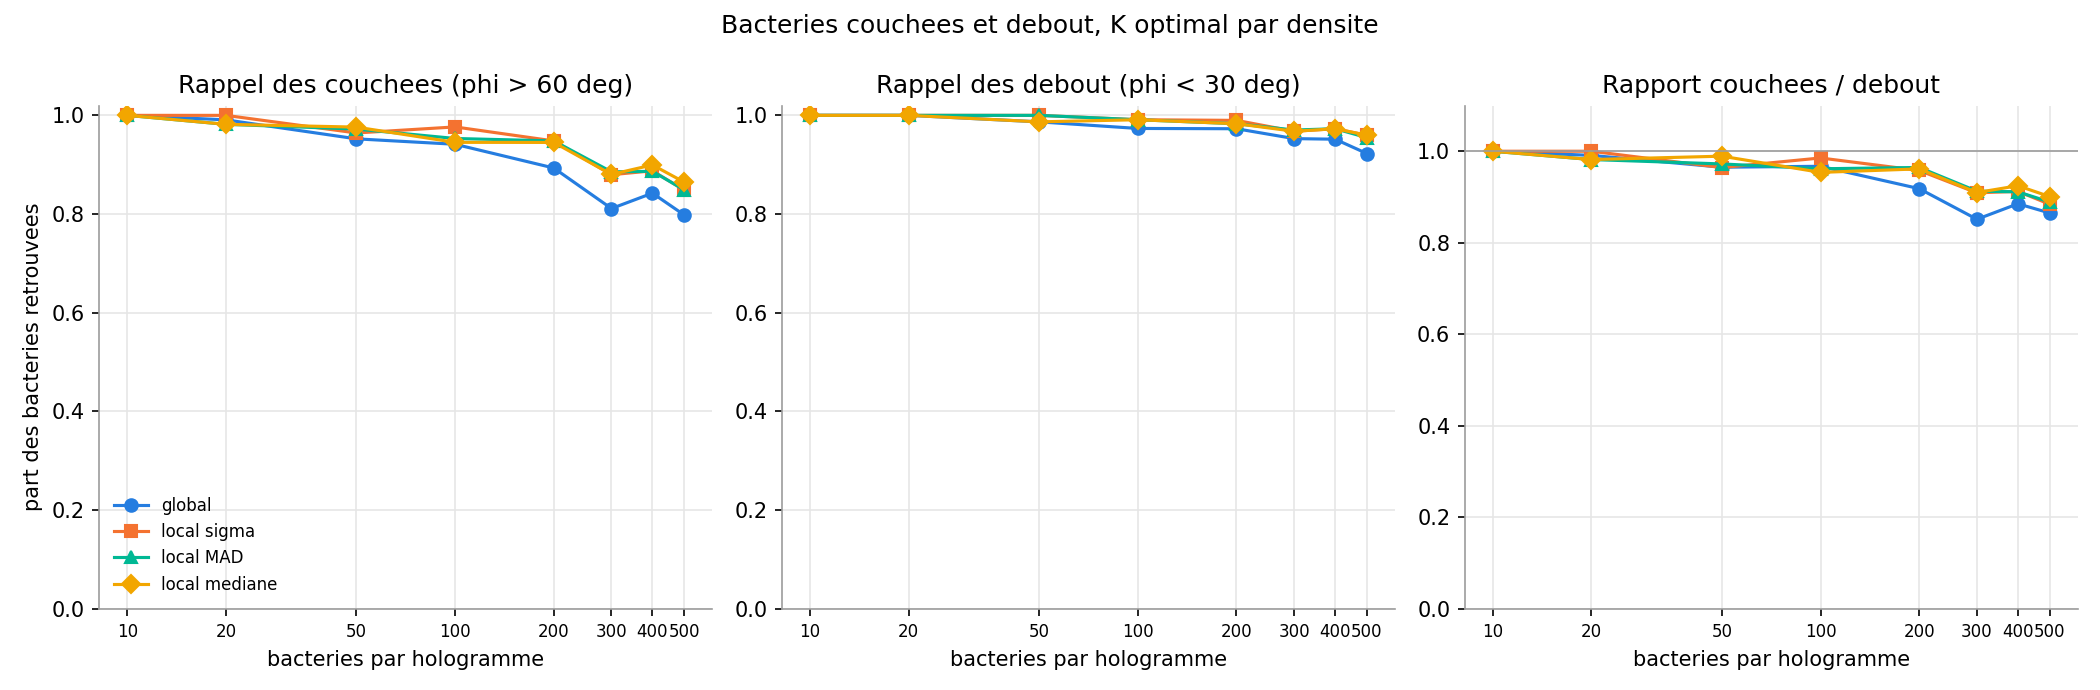 Bacteries couchees et debout, K optimal par densite
Rappel des couchees (phi > 60 deg)
1.0
0.8
0.6
0.4
0.2
0.0
part des bacteries retrouvees
global
local sigma
local MAD
local mediane
10 20 50 100 200 300 400 500
bacteries par hologramme
Rappel des debout (phi < 30 deg)
1.0
0.8
0.6
0.4
0.2
0.0
10 20 50 100 200 300 400 500
bacteries par hologramme
Rapport couchees / debout
1.0
0.8
0.6
0.4
0.2
0.0
10 20 50 100 200 300 400 500
bacteries par hologramme